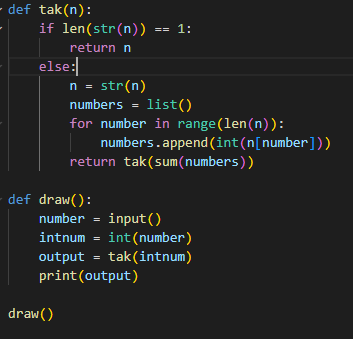 def tak(n):
    if len(str(n)) == 1:
        return n
    else:
        n = str(n)
        numbers = list()
        for number in range(len(n)):
            numbers.append(int(n[number]))
        return tak(sum(numbers))

def draw():
    number = input()
    intnum = int(number)
    output = tak(intnum)
    print(output)

draw()